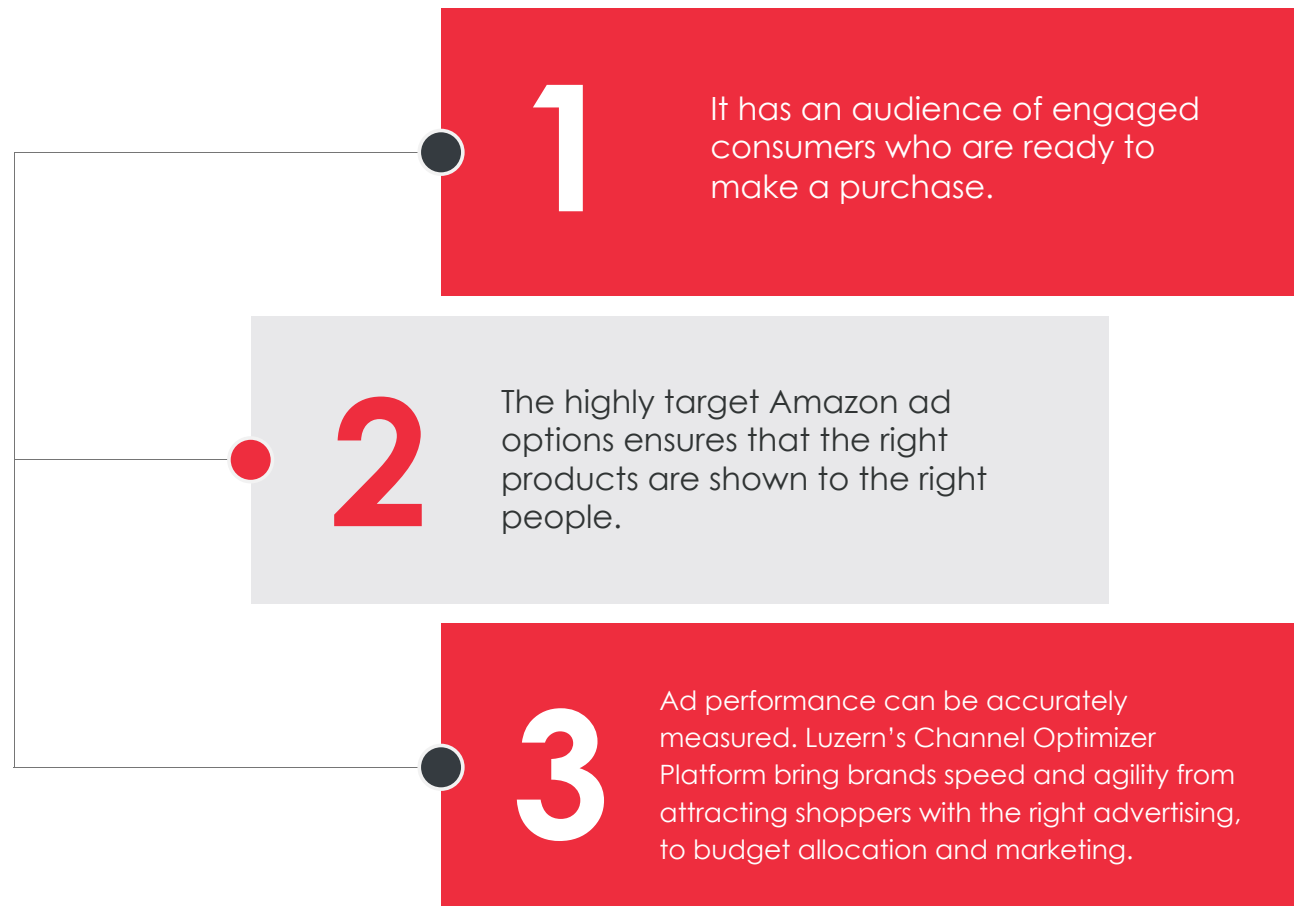 1
It has an audience of engaged
consumers who are ready to
make a purchase.
2
The highly target Amazon ad
options ensures that the right
products are shown to the right
people.
3
Ad performance can be accurately
measured. Luzern’s Channel Optimizer
Platform bring brands speed and agility from
attracting shoppers with the right advertising,
to budget allocation and marketing.